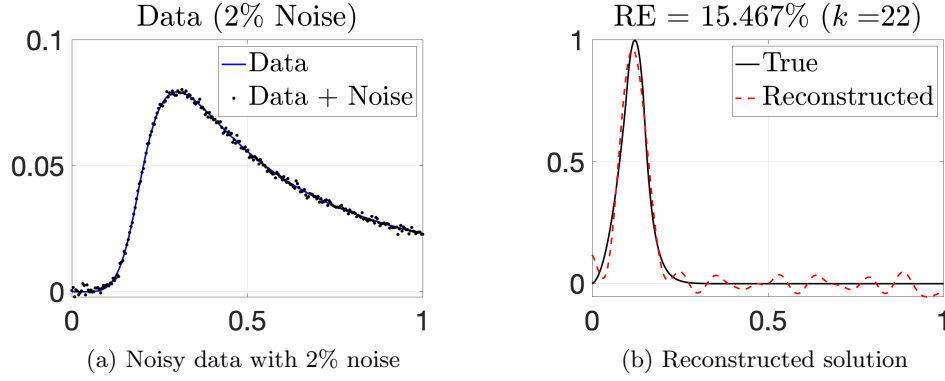 Data (2% Noise)
0.1
0.05
0
0
0.5
1
Data
Data + Noise
(a) Noisy data with 2% noise
RE = 15.467% (k =22)
1
0.5
0
0
0.5
1
True
Reconstructed
(b) Reconstructed solution